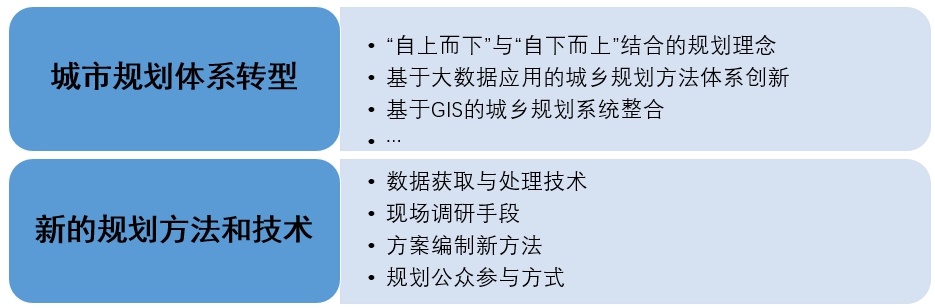 城市规划体系转型
• “自上而下”与“自下而上”结合的规划理念
• 基于大数据应用的城乡规划方法体系创新
• 基于GIS的城乡规划系统整合
• …
新的规划方法和技术
• 数据获取与处理技术
• 现场调研手段
• 方案编制新方法
• 规划公众参与方式